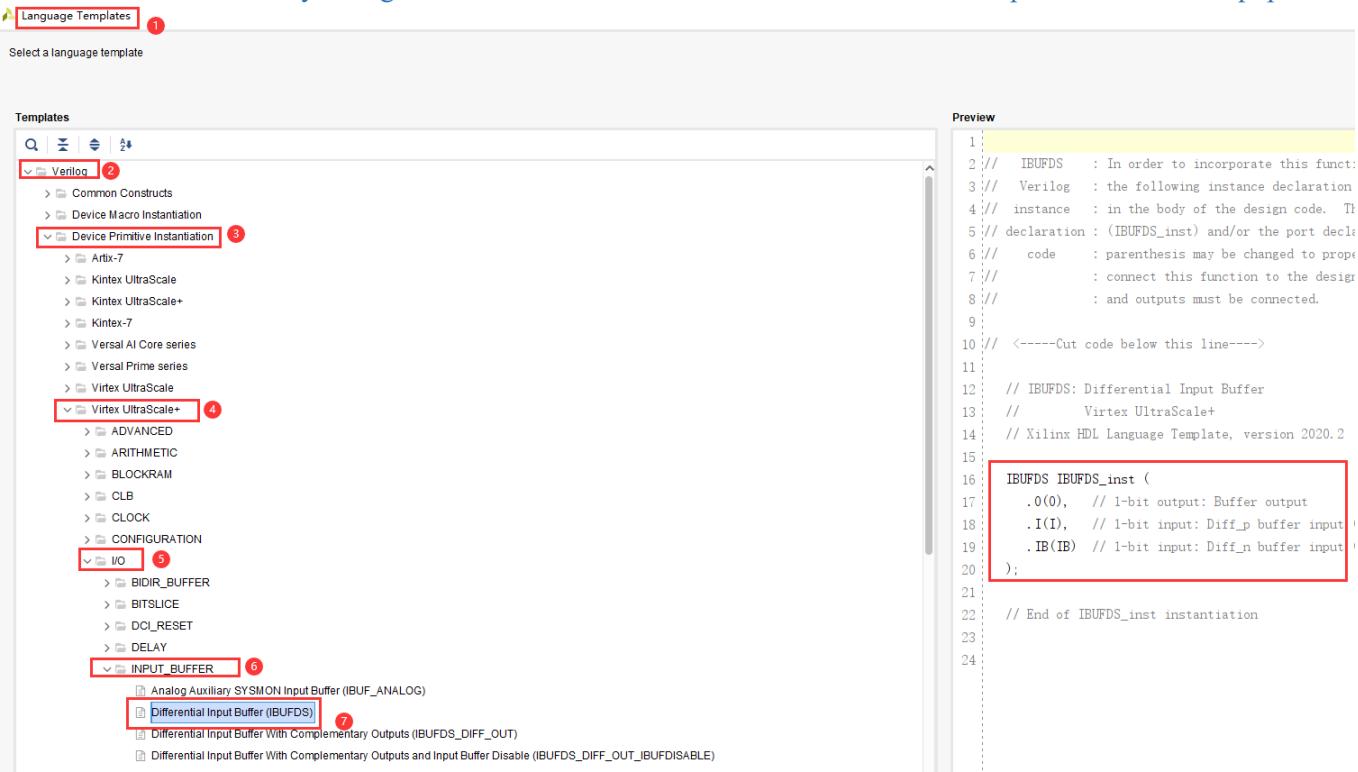 Language Templates
1
Select a language template
Templates
Verilog
2
Common Constructs
Device Macro Instantiation
Device Primitive Instantiation
3
Artix-7
Kintex UltraScale
Kintex UltraScale+
Kintex-7
Versal AI Core series
Versal Prime series
Virtex UltraScale
Virtex UltraScale+
4
ADVANCED
ARITHMETIC
BLOCKRAM
CLB
CLOCK
CONFIGURATION
I/O
5
BIDIR_BUFFER
BITSLICE
DCI_RESET
DELAY
INPUT_BUFFER
6
Analog Auxiliary SYSMON Input Buffer (IBUF_ANALOG)
Differential Input Buffer (IBUFDS)
7
Differential Input Buffer With Complementary Outputs (IBUFDS_DIFF_OUT)
Differential Input Buffer With Complementary Outputs and Input Buffer Disable (IBUFDS_DIFF_OUT_IBUFDISABLE)
Preview
1
2 // IBUFDS : In order to incorporate this functi
3 // Verilog : the following instance declaration
4 // instance : in the body of the design code. Th
5 // declaration : (IBUFDS_inst) and/or the port decla
6 // code : parenthesis may be changed to prope
7 // : connect this function to the design
8 // : and outputs must be connected.
9
10 // <-----Cut code below this line---->
11
12 // IBUFDS: Differential Input Buffer
13 // Virtex UltraScale+
14 // Xilinx HDL Language Template, version 2020.2
15
16 IBUFDS IBUFDS_inst (
17 .O(O), // 1-bit output: Buffer output
18 .I(I), // 1-bit input: Diff_p buffer input (
19 .IB(IB) // 1-bit input: Diff_n buffer input (
20 );
21
22 // End of IBUFDS_inst instantiation
23
24